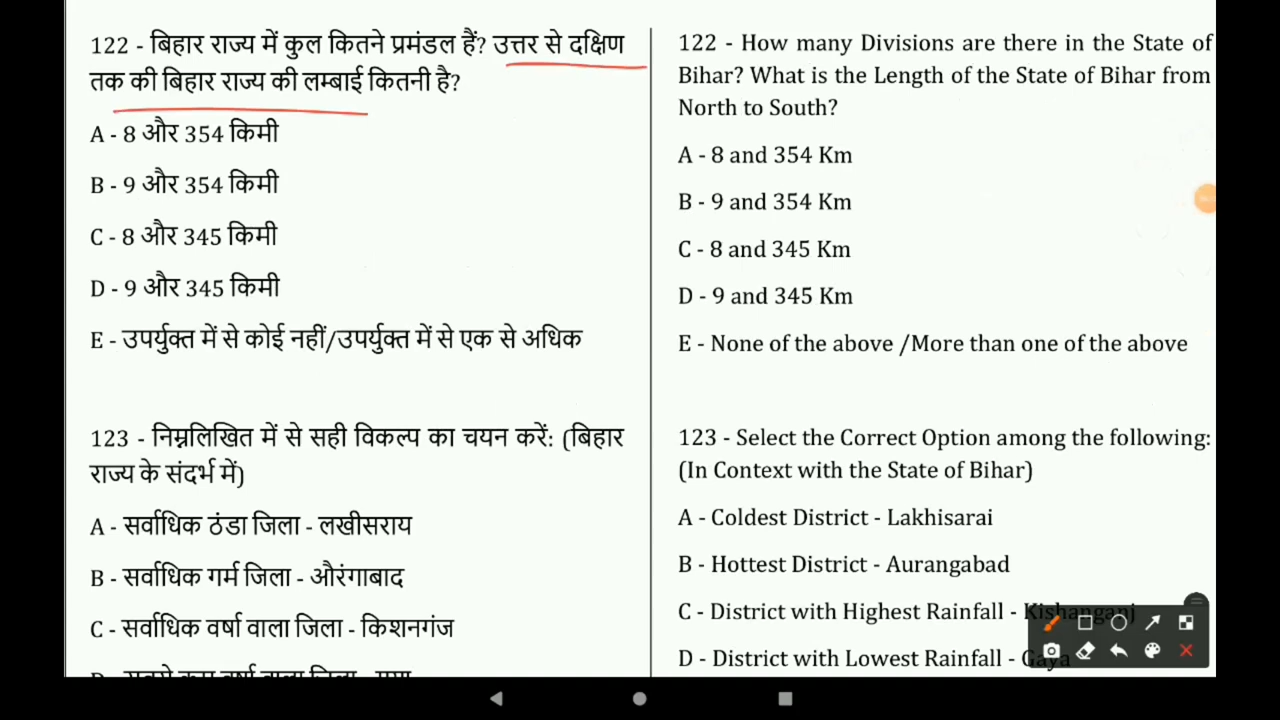 122 - बिहार राज्य में कुल कितने प्रमंडल हैं? उत्तर से दक्षिण
तक की बिहार राज्य की लम्बाई कितनी है?
A - 8 और 354 किमी
B - 9 और 354 किमी
C - 8 और 345 किमी
D - 9 और 345 किमी
E - उपर्युक्त में से कोई नहीं/उपर्युक्त में से एक से अधिक
123 - निम्नलिखित में से सही विकल्प का चयन करें: (बिहार
राज्य के संदर्भ में)
A - सर्वाधिक ठंडा जिला - लखीसराय
B - सर्वाधिक गर्म जिला - औरंगाबाद
C - सर्वाधिक वर्षा वाला जिला - किशनगंज
122 - How many Divisions are there in the State of
Bihar? What is the Length of the State of Bihar from
North to South?
A - 8 and 354 Km
B - 9 and 354 Km
C - 8 and 345 Km
D - 9 and 345 Km
E - None of the above /More than one of the above
123 - Select the Correct Option among the following:
(In Context with the State of Bihar)
A - Coldest District - Lakhisarai
B - Hottest District - Aurangabad
C - District with Highest Rainfall - Kishanganj
D - District with Lowest Rainfall - Gaya